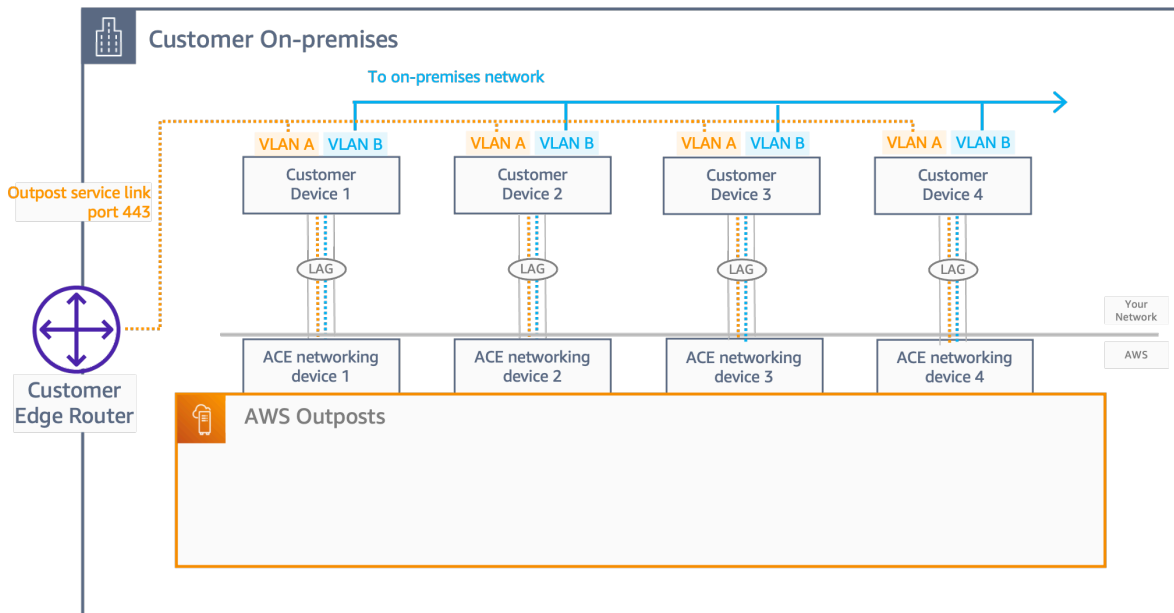 Customer On-premises
To on-premises network
VLAN A VLAN B
VLAN A VLAN B
VLAN A VLAN B
VLAN A VLAN B
Customer
Device 1
Customer
Device 2
Customer
Device 3
Customer
Device 4
Outpost service link
port 443
LAG
LAG
LAG
LAG
Your
Network
AWS
ACE networking
device 1
ACE networking
device 2
ACE networking
device 3
ACE networking
device 4
Customer
Edge Router
AWS Outposts